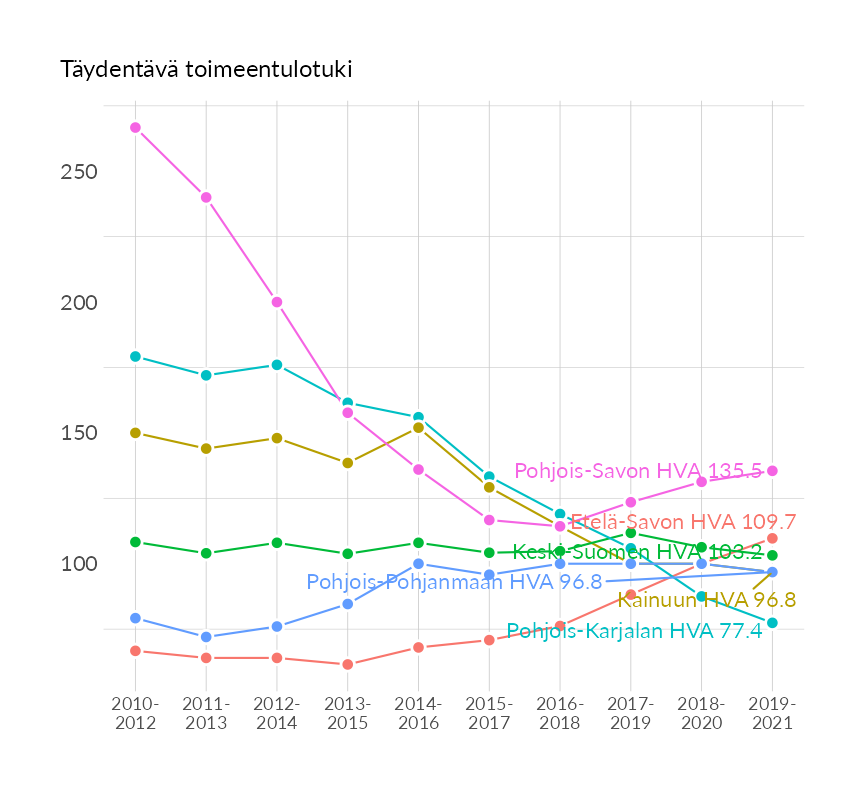 Täydentävä toimeentulotuki
250
200
150
100
Pohjois-Savon HVA 135.5
Etelä-Savon HVA 109.7
Keski-Suomen HVA 103.2
Pohjois-Pohjanmaan HVA 96.8
Kainuun HVA 96.8
Pohjois-Karjalan HVA 77.4
2010- 2011- 2012- 2013- 2014- 2015- 2016- 2017- 2018- 2019-
2012 2013 2014 2015 2016 2017 2018 2019 2020 2021